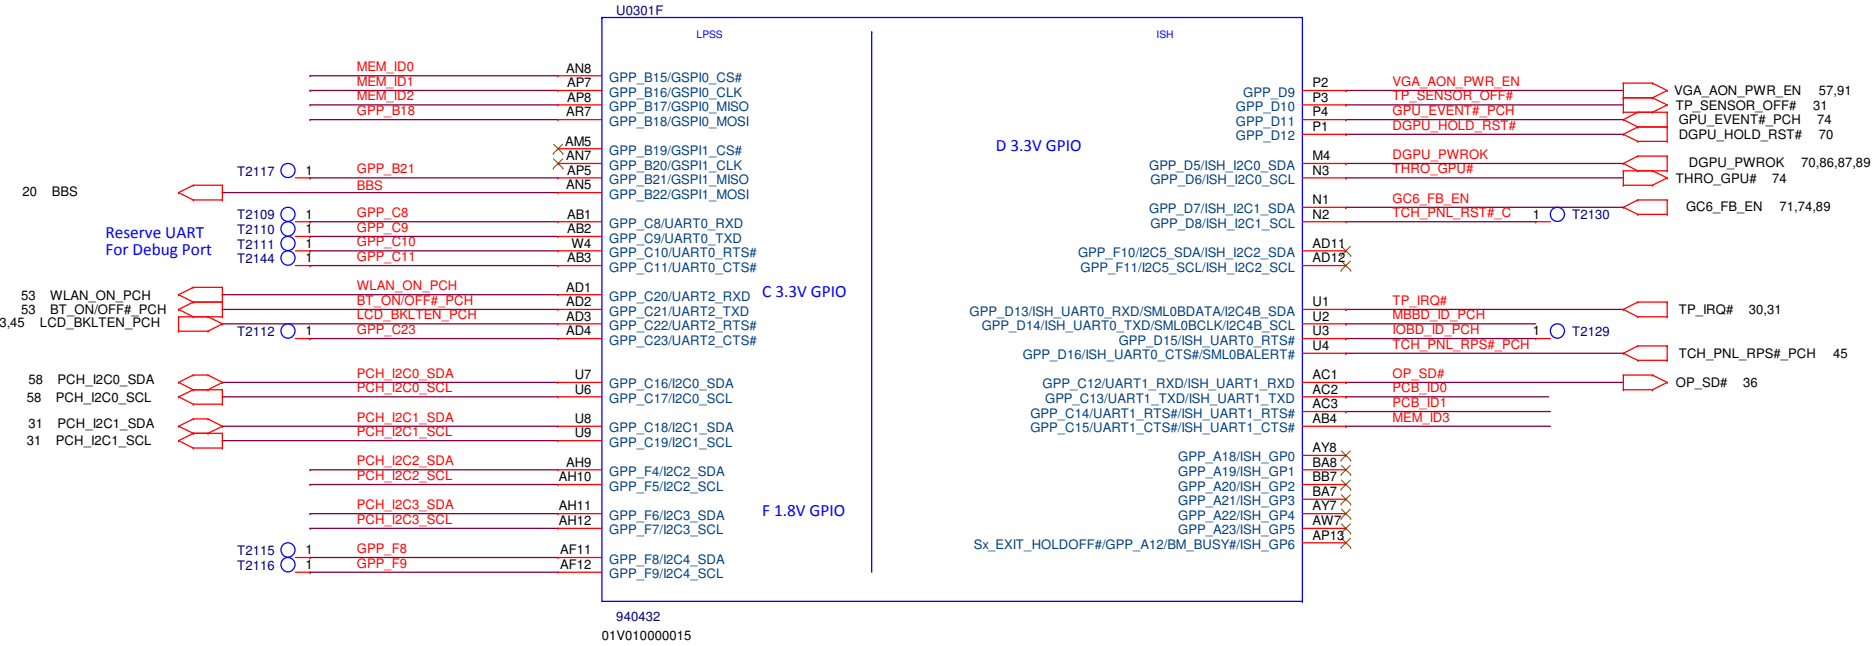 U0301F
LPSS
ISH
MEM_ID0 AN8 GPP_B15/GSPI0_CS#
MEM_ID1 AP7 GPP_B16/GSPI0_CLK
MEM_ID2 AP8 GPP_B17/GSPI0_MISO
GPP_B18 AR7 GPP_B18/GSPI0_MOSI
AM5 GPP_B19/GSPI1_CS#
AN7 GPP_B20/GSPI1_CLK
T2117 1 GPP_B21 AP5 GPP_B21/GSPI1_MISO
20 BBS BBS AN5 GPP_B22/GSPI1_MOSI
T2109 1 GPP_C8 AB1 GPP_C8/UART0_RXD
T2110 1 GPP_C9 AB2 GPP_C9/UART0_TXD
T2111 1 GPP_C10 W4 GPP_C10/UART0_RTS#
T2144 1 GPP_C11 AB3 GPP_C11/UART0_CTS#
Reserve UART
For Debug Port
53 WLAN_ON_PCH WLAN_ON_PCH AD1 GPP_C20/UART2_RXD
53 BT_ON/OFF#_PCH BT_ON/OFF#_PCH AD2 GPP_C21/UART2_TXD
3,45 LCD_BKLTEN_PCH LCD_BKLTEN_PCH AD3 GPP_C22/UART2_RTS#
T2112 1 GPP_C23 AD4 GPP_C23/UART2_CTS#
C 3.3V GPIO
58 PCH_I2C0_SDA PCH_I2C0_SDA U7 GPP_C16/I2C0_SDA
58 PCH_I2C0_SCL PCH_I2C0_SCL U6 GPP_C17/I2C0_SCL
31 PCH_I2C1_SDA PCH_I2C1_SDA U8 GPP_C18/I2C1_SDA
31 PCH_I2C1_SCL PCH_I2C1_SCL U9 GPP_C19/I2C1_SCL
PCH_I2C2_SDA AH9 GPP_F4/I2C2_SDA
PCH_I2C2_SCL AH10 GPP_F5/I2C2_SCL
PCH_I2C3_SDA AH11 GPP_F6/I2C3_SDA
PCH_I2C3_SCL AH12 GPP_F7/I2C3_SCL
F 1.8V GPIO
T2115 1 GPP_F8 AF11 GPP_F8/I2C4_SDA
T2116 1 GPP_F9 AF12 GPP_F9/I2C4_SCL
GPP_D9 P2 VGA_AON_PWR_EN VGA_AON_PWR_EN 57,91
GPP_D10 P3 TP_SENSOR_OFF# TP_SENSOR_OFF# 31
GPP_D11 P4 GPU_EVENT#_PCH GPU_EVENT#_PCH 74
GPP_D12 P1 DGPU_HOLD_RST# DGPU_HOLD_RST# 70
D 3.3V GPIO
GPP_D5/ISH_I2C0_SDA M4 DGPU_PWROK DGPU_PWROK 70,86,87,89
GPP_D6/ISH_I2C0_SCL N3 THRO_GPU# THRO_GPU# 74
GPP_D7/ISH_I2C1_SDA N1 GC6_FB_EN GC6_FB_EN 71,74,89
GPP_D8/ISH_I2C1_SCL N2 TCH_PNL_RST#_C 1 T2130
GPP_F10/I2C5_SDA/ISH_I2C2_SDA AD11
GPP_F11/I2C5_SCL/ISH_I2C2_SCL AD12
GPP_D13/ISH_UART0_RXD/SML0BDATA/I2C4B_SDA U1 TP_IRQ# TP_IRQ# 30,31
GPP_D14/ISH_UART0_TXD/SML0BCLK/I2C4B_SCL U2 MBBD_ID_PCH
GPP_D15/ISH_UART0_RTS# U3 IOBD_ID_PCH 1 T2129
GPP_D16/ISH_UART0_CTS#/SML0BALERT# U4 TCH_PNL_RPS#_PCH TCH_PNL_RPS#_PCH 45
GPP_C12/UART1_RXD/ISH_UART1_RXD AC1 OP_SD# OP_SD# 36
GPP_C13/UART1_TXD/ISH_UART1_TXD AC2 PCB_ID0
GPP_C14/UART1_RTS#/ISH_UART1_RTS# AC3 PCB_ID1
GPP_C15/UART1_CTS#/ISH_UART1_CTS# AB4 MEM_ID3
GPP_A18/ISH_GP0 AY8
GPP_A19/ISH_GP1 BA8
GPP_A20/ISH_GP2 BB7
GPP_A21/ISH_GP3 BA7
GPP_A22/ISH_GP4 AY7
GPP_A23/ISH_GP5 AW7
Sx_EXIT_HOLDOFF#/GPP_A12/BM_BUSY#/ISH_GP6 AP13
940432
01V010000015